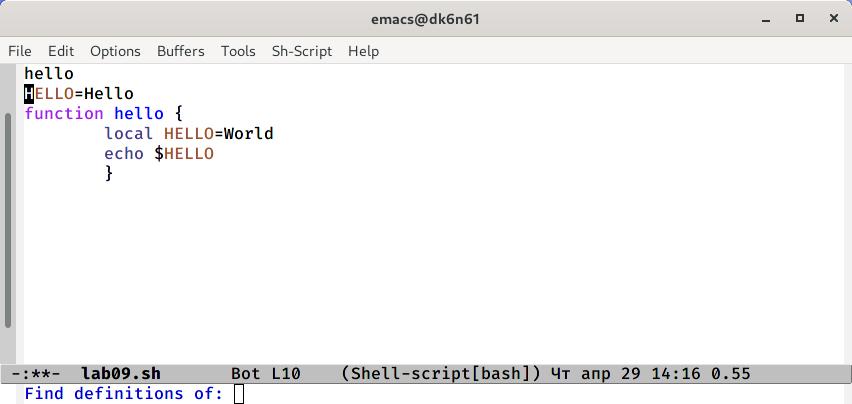 emacs@dk6n61
File Edit Options Buffers Tools Sh-Script Help
hello
HELLO=Hello
function hello {
        local HELLO=World
        echo $HELLO
        }
-:**-  lab09.sh       Bot L10    (Shell-script[bash]) Чт апр 29 14:16 0.55
Find definitions of: